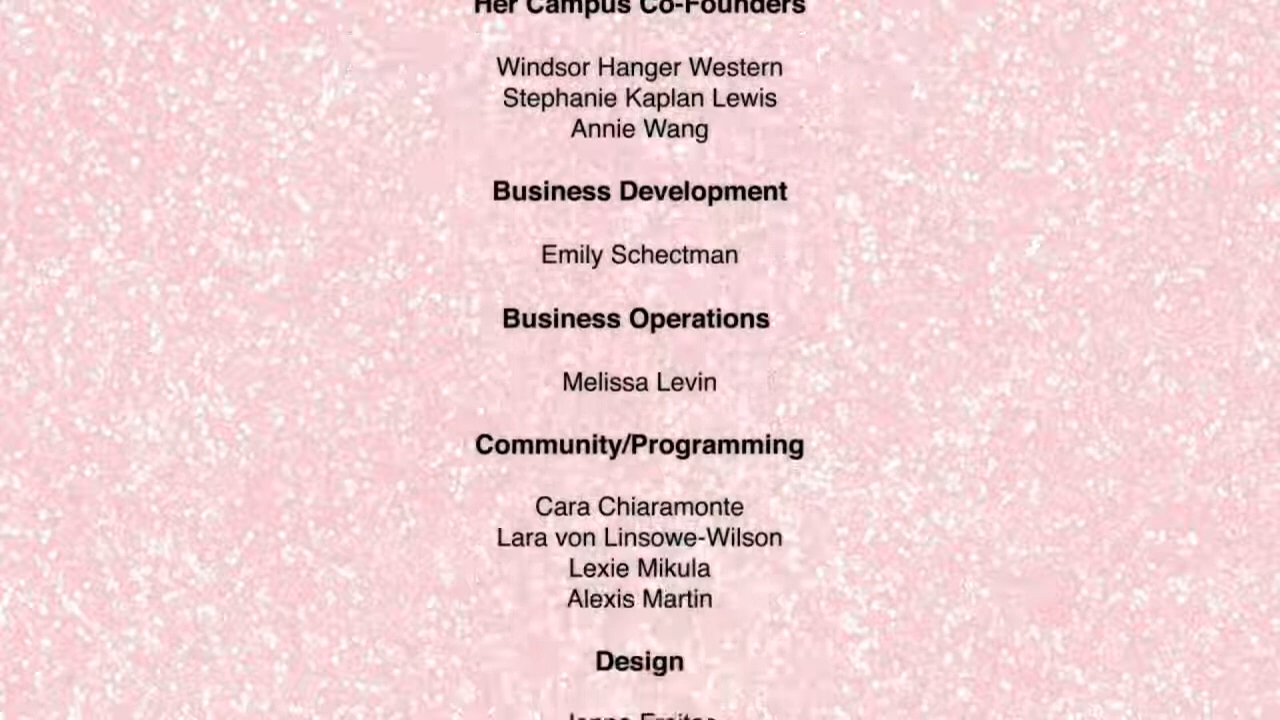 Her Campus Co-Founders
Windsor Hanger Western
Stephanie Kaplan Lewis
Annie Wang
Business Development
Emily Schectman
Business Operations
Melissa Levin
Community/Programming
Cara Chiaramonte
Lara von Linsowe-Wilson
Lexie Mikula
Alexis Martin
Design